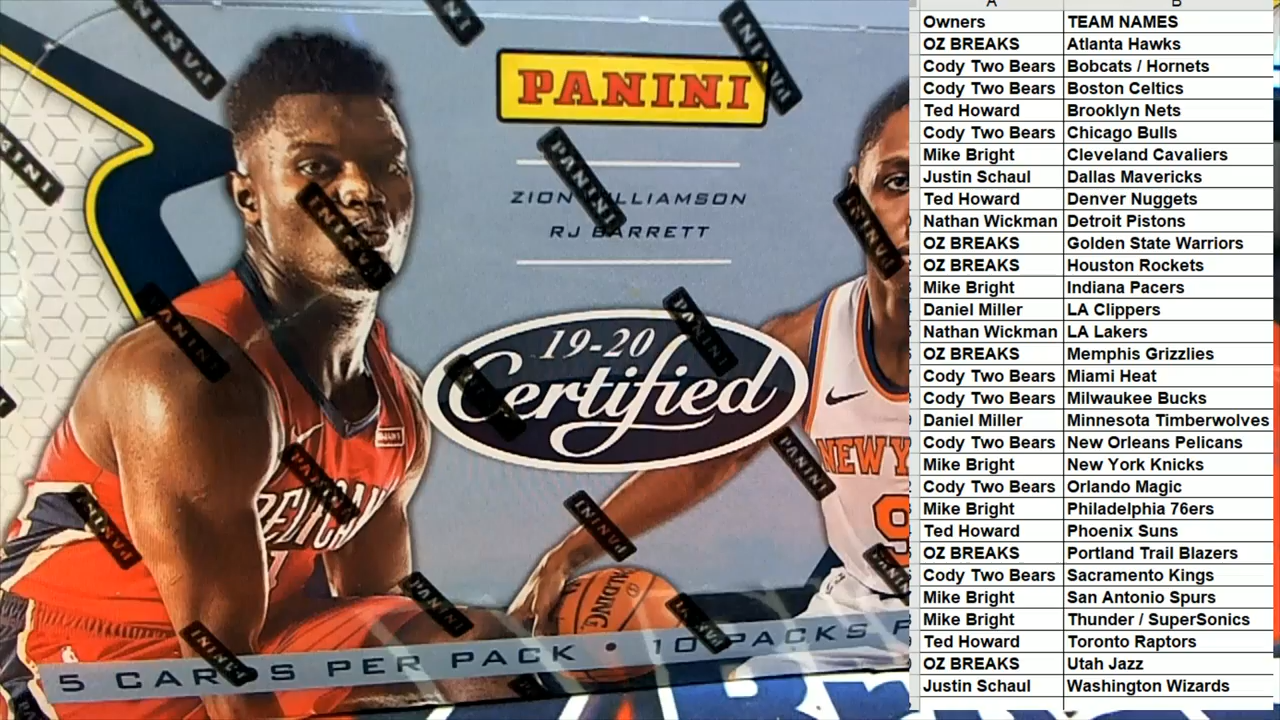 PANINI
ZION WILLIAMSON
RJ BARRETT
19-20
Certified
PELICANS
NEW Y
9
5 CARDS PER PACK • 10 PACKS P
A B
Owners TEAM NAMES
OZ BREAKS Atlanta Hawks
Cody Two Bears Bobcats / Hornets
Cody Two Bears Boston Celtics
Ted Howard Brooklyn Nets
Cody Two Bears Chicago Bulls
Mike Bright Cleveland Cavaliers
Justin Schaul Dallas Mavericks
Ted Howard Denver Nuggets
Nathan Wickman Detroit Pistons
OZ BREAKS Golden State Warriors
OZ BREAKS Houston Rockets
Mike Bright Indiana Pacers
Daniel Miller LA Clippers
Nathan Wickman LA Lakers
OZ BREAKS Memphis Grizzlies
Cody Two Bears Miami Heat
Cody Two Bears Milwaukee Bucks
Daniel Miller Minnesota Timberwolves
Cody Two Bears New Orleans Pelicans
Mike Bright New York Knicks
Cody Two Bears Orlando Magic
Mike Bright Philadelphia 76ers
Ted Howard Phoenix Suns
OZ BREAKS Portland Trail Blazers
Cody Two Bears Sacramento Kings
Mike Bright San Antonio Spurs
Mike Bright Thunder / SuperSonics
Ted Howard Toronto Raptors
OZ BREAKS Utah Jazz
Justin Schaul Washington Wizards